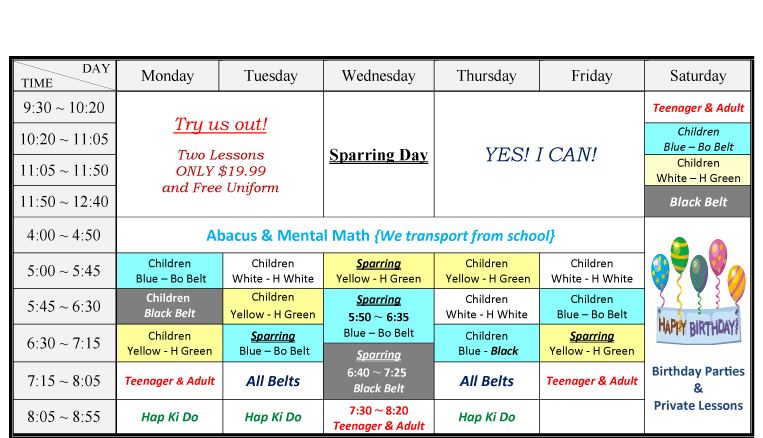 DAY
TIME
Monday
Tuesday
Wednesday
Thursday
Friday
Saturday
9:30 ~ 10:20
Try us out!
Two Lessons
ONLY $19.99
and Free Uniform
Sparring Day
YES! I CAN!
Teenager & Adult
10:20 ~ 11:05
Children
Blue – Bo Belt
11:05 ~ 11:50
Children
White – H Green
11:50 ~ 12:40
Black Belt
4:00 ~ 4:50
Abacus & Mental Math {We transport from school}
5:00 ~ 5:45
Children
Blue – Bo Belt
Children
White - H White
Sparring
Yellow - H Green
Children
Yellow - H Green
Children
White - H White
5:45 ~ 6:30
Children
Black Belt
Children
Yellow - H Green
Sparring
5:50 ~ 6:35
Blue – Bo Belt
Children
White - H White
Children
Blue – Bo Belt
6:30 ~ 7:15
Children
Yellow - H Green
Sparring
Blue – Bo Belt
Sparring
6:40 ~ 7:25
Black Belt
Children
Blue - Black
Sparring
Yellow - H Green
7:15 ~ 8:05
Teenager & Adult
All Belts
All Belts
Teenager & Adult
8:05 ~ 8:55
Hap Ki Do
Hap Ki Do
7:30 ~ 8:20
Teenager & Adult
Hap Ki Do
HAPPY BIRTHDAY!
Birthday Parties
&
Private Lessons